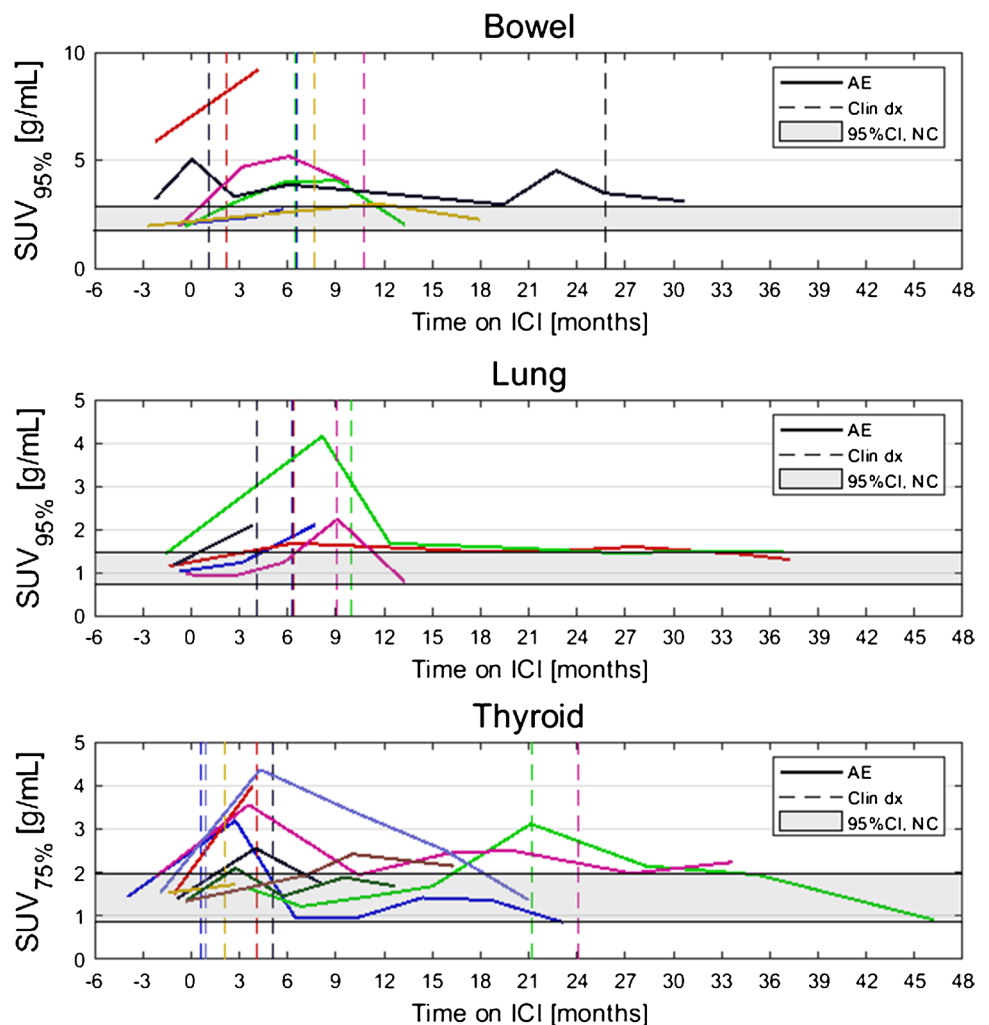 Bowel
SUV95% [g/mL]
10
5
0
AE
Clin dx
95%CI, NC
-6 -3 0 3 6 9 12 15 18 21 24 27 30 33 36 39 42 45 48
Time on ICI [months]
Lung
SUV95% [g/mL]
5
4
3
2
1
0
AE
Clin dx
95%CI, NC
-6 -3 0 3 6 9 12 15 18 21 24 27 30 33 36 39 42 45 48
Time on ICI [months]
Thyroid
SUV75% [g/mL]
5
4
3
2
1
0
AE
Clin dx
95%CI, NC
-6 -3 0 3 6 9 12 15 18 21 24 27 30 33 36 39 42 45 48
Time on ICI [months]